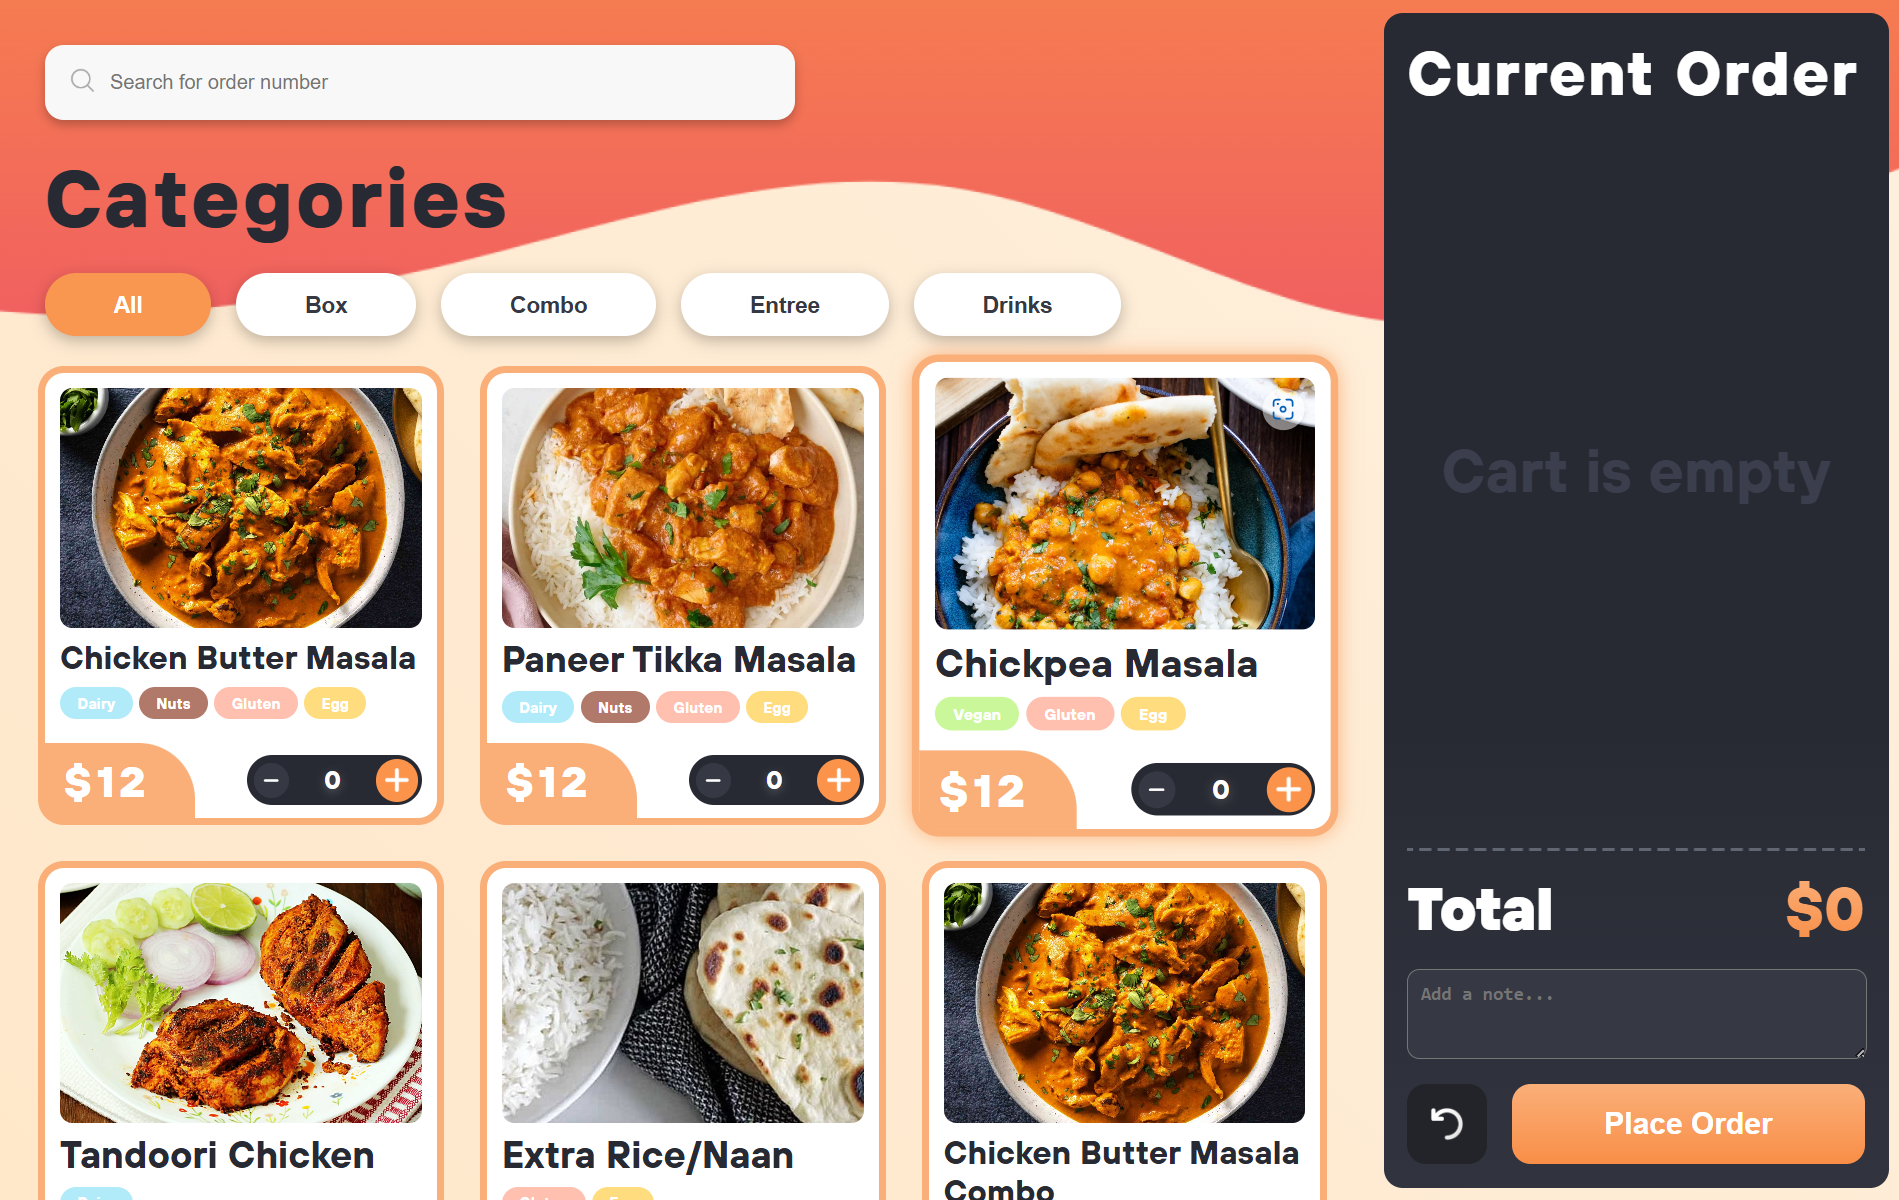 Search for order number
Categories
All
Box
Combo
Entree
Drinks
Chicken Butter Masala
Dairy
Nuts
Gluten
Egg
$12
0
Paneer Tikka Masala
Dairy
Nuts
Gluten
Egg
$12
0
Chickpea Masala
Vegan
Gluten
Egg
$12
0
Tandoori Chicken
Extra Rice/Naan
Chicken Butter Masala
Combo
Current Order
Cart is empty
Total
$0
Add a note...
Place Order